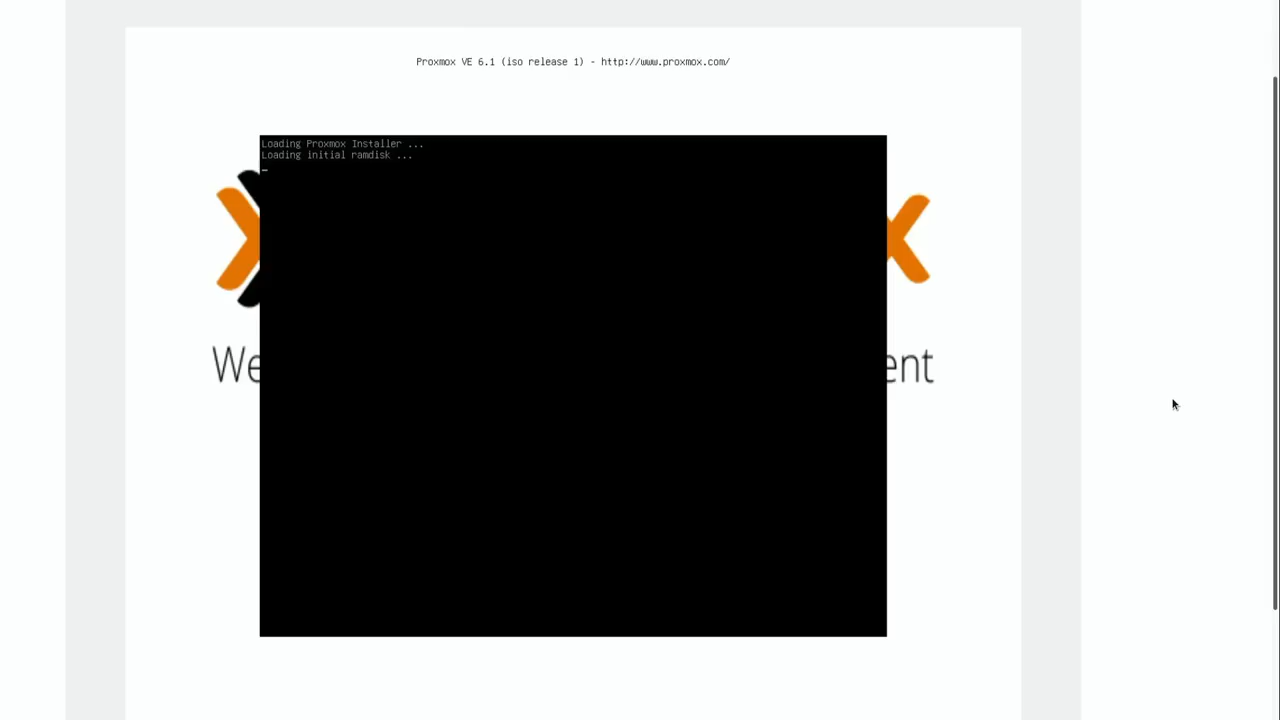 Proxmox VE 6.1 (iso release 1) - http://www.proxmox.com/
Loading Proxmox Installer ...
Loading initial ramdisk ...
We
ent